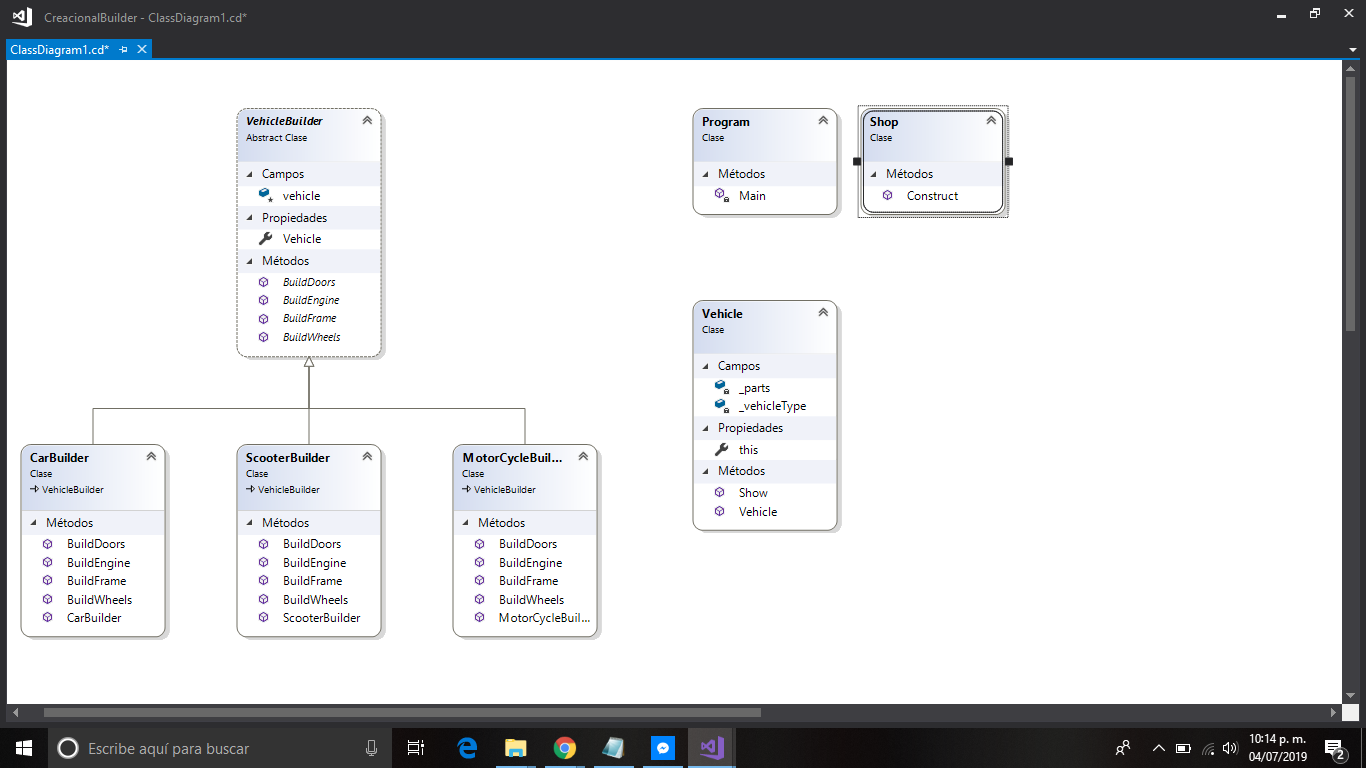 CreacionalBuilder - ClassDiagram1.cd*
ClassDiagram1.cd*
VehicleBuilder
Abstract Clase
Campos
vehicle
Propiedades
Vehicle
Métodos
BuildDoors
BuildEngine
BuildFrame
BuildWheels
Program
Clase
Métodos
Main
Shop
Clase
Métodos
Construct
Vehicle
Clase
Campos
_parts
_vehicleType
Propiedades
this
Métodos
Show
Vehicle
CarBuilder
Clase
VehicleBuilder
Métodos
BuildDoors
BuildEngine
BuildFrame
BuildWheels
CarBuilder
ScooterBuilder
Clase
VehicleBuilder
Métodos
BuildDoors
BuildEngine
BuildFrame
BuildWheels
ScooterBuilder
MotorCycleBuil...
Clase
VehicleBuilder
Métodos
BuildDoors
BuildEngine
BuildFrame
BuildWheels
MotorCycleBuil...
Escribe aquí para buscar
10:14 p. m.
04/07/2019
2